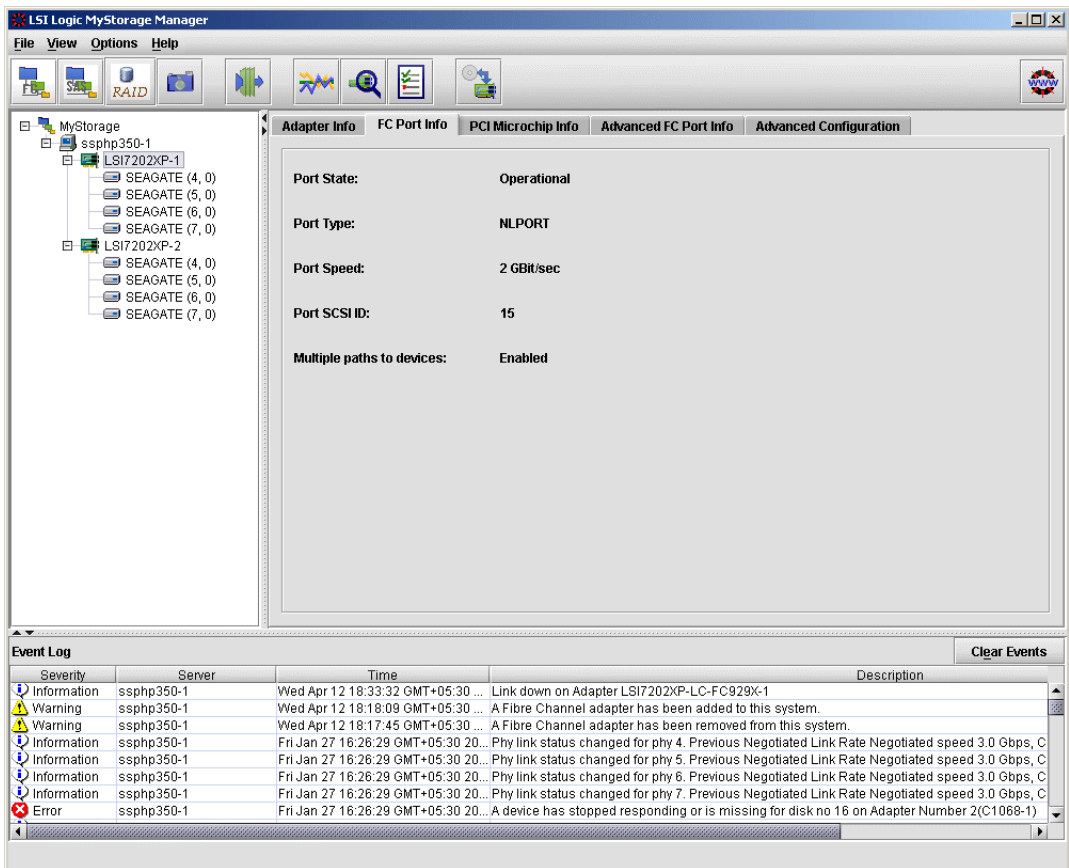 LSI Logic MyStorage Manager
File View Options Help
FC SAS RAID WWW
MyStorage
ssphp350-1
LSI7202XP-1
SEAGATE (4, 0)
SEAGATE (5, 0)
SEAGATE (6, 0)
SEAGATE (7, 0)
LSI7202XP-2
SEAGATE (4, 0)
SEAGATE (5, 0)
SEAGATE (6, 0)
SEAGATE (7, 0)
Adapter Info FC Port Info PCI Microchip Info Advanced FC Port Info Advanced Configuration
Port State: Operational
Port Type: NLPORT
Port Speed: 2 GBit/sec
Port SCSI ID: 15
Multiple paths to devices: Enabled
Event Log Clear Events
Severity Server Time Description
Information ssphp350-1 Wed Apr 12 18:33:32 GMT+05:30 ... Link down on Adapter LSI7202XP-LC-FC929X-1
Warning ssphp350-1 Wed Apr 12 18:18:09 GMT+05:30 ... A Fibre Channel adapter has been added to this system.
Warning ssphp350-1 Wed Apr 12 18:17:45 GMT+05:30 ... A Fibre Channel adapter has been removed from this system.
Information ssphp350-1 Fri Jan 27 16:26:29 GMT+05:30 20... Phy link status changed for phy 4. Previous Negotiated Link Rate Negotiated speed 3.0 Gbps, C
Information ssphp350-1 Fri Jan 27 16:26:29 GMT+05:30 20... Phy link status changed for phy 5. Previous Negotiated Link Rate Negotiated speed 3.0 Gbps, C
Information ssphp350-1 Fri Jan 27 16:26:29 GMT+05:30 20... Phy link status changed for phy 6. Previous Negotiated Link Rate Negotiated speed 3.0 Gbps, C
Information ssphp350-1 Fri Jan 27 16:26:29 GMT+05:30 20... Phy link status changed for phy 7. Previous Negotiated Link Rate Negotiated speed 3.0 Gbps, C
Error ssphp350-1 Fri Jan 27 16:26:29 GMT+05:30 20... A device has stopped responding or is missing for disk no 16 on Adapter Number 2(C1068-1)